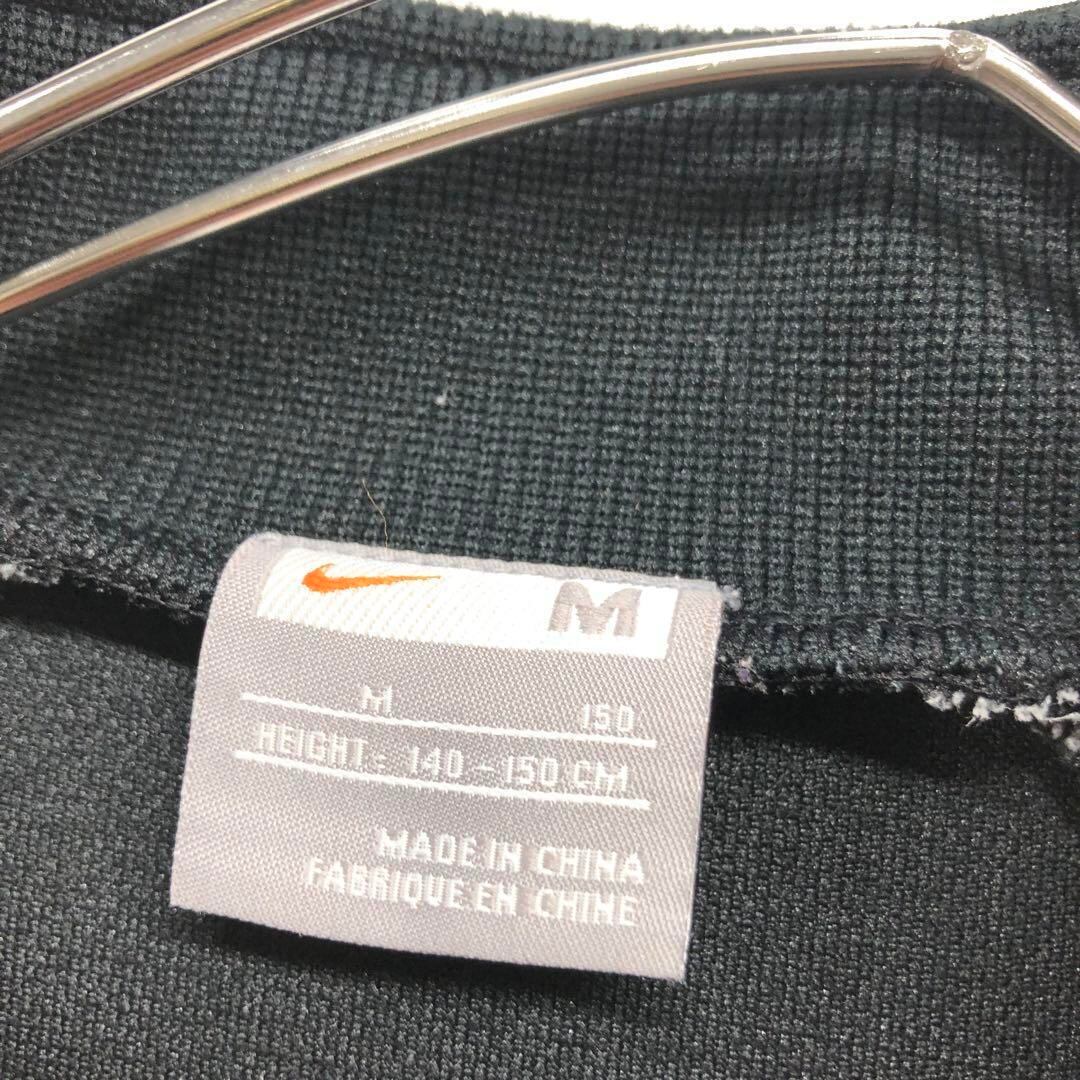 M
M 150
HEIGHT = 140 - 150 CM
MADE IN CHINA
FABRIQUE EN CHINE